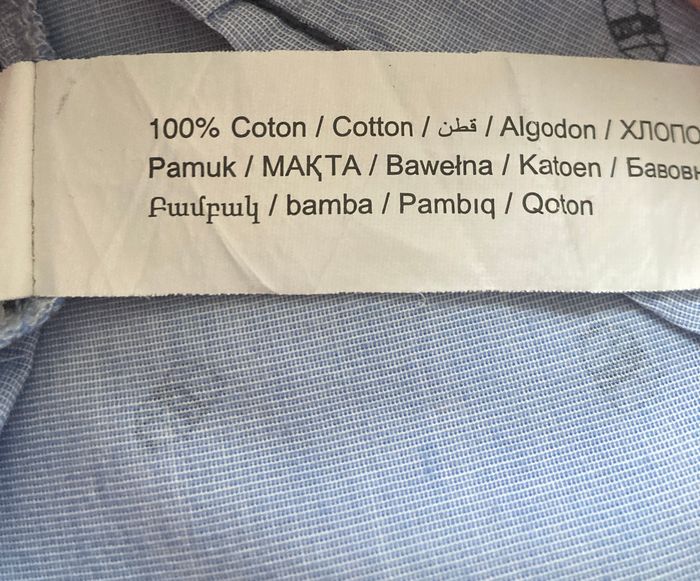 100% Coton / Cotton / قطن / Algodon / ХЛОПО
Pamuk / МАҚТА / Bawełna / Katoen / Бавовн
Բամբակ / bamba / Pambıq / Qoton